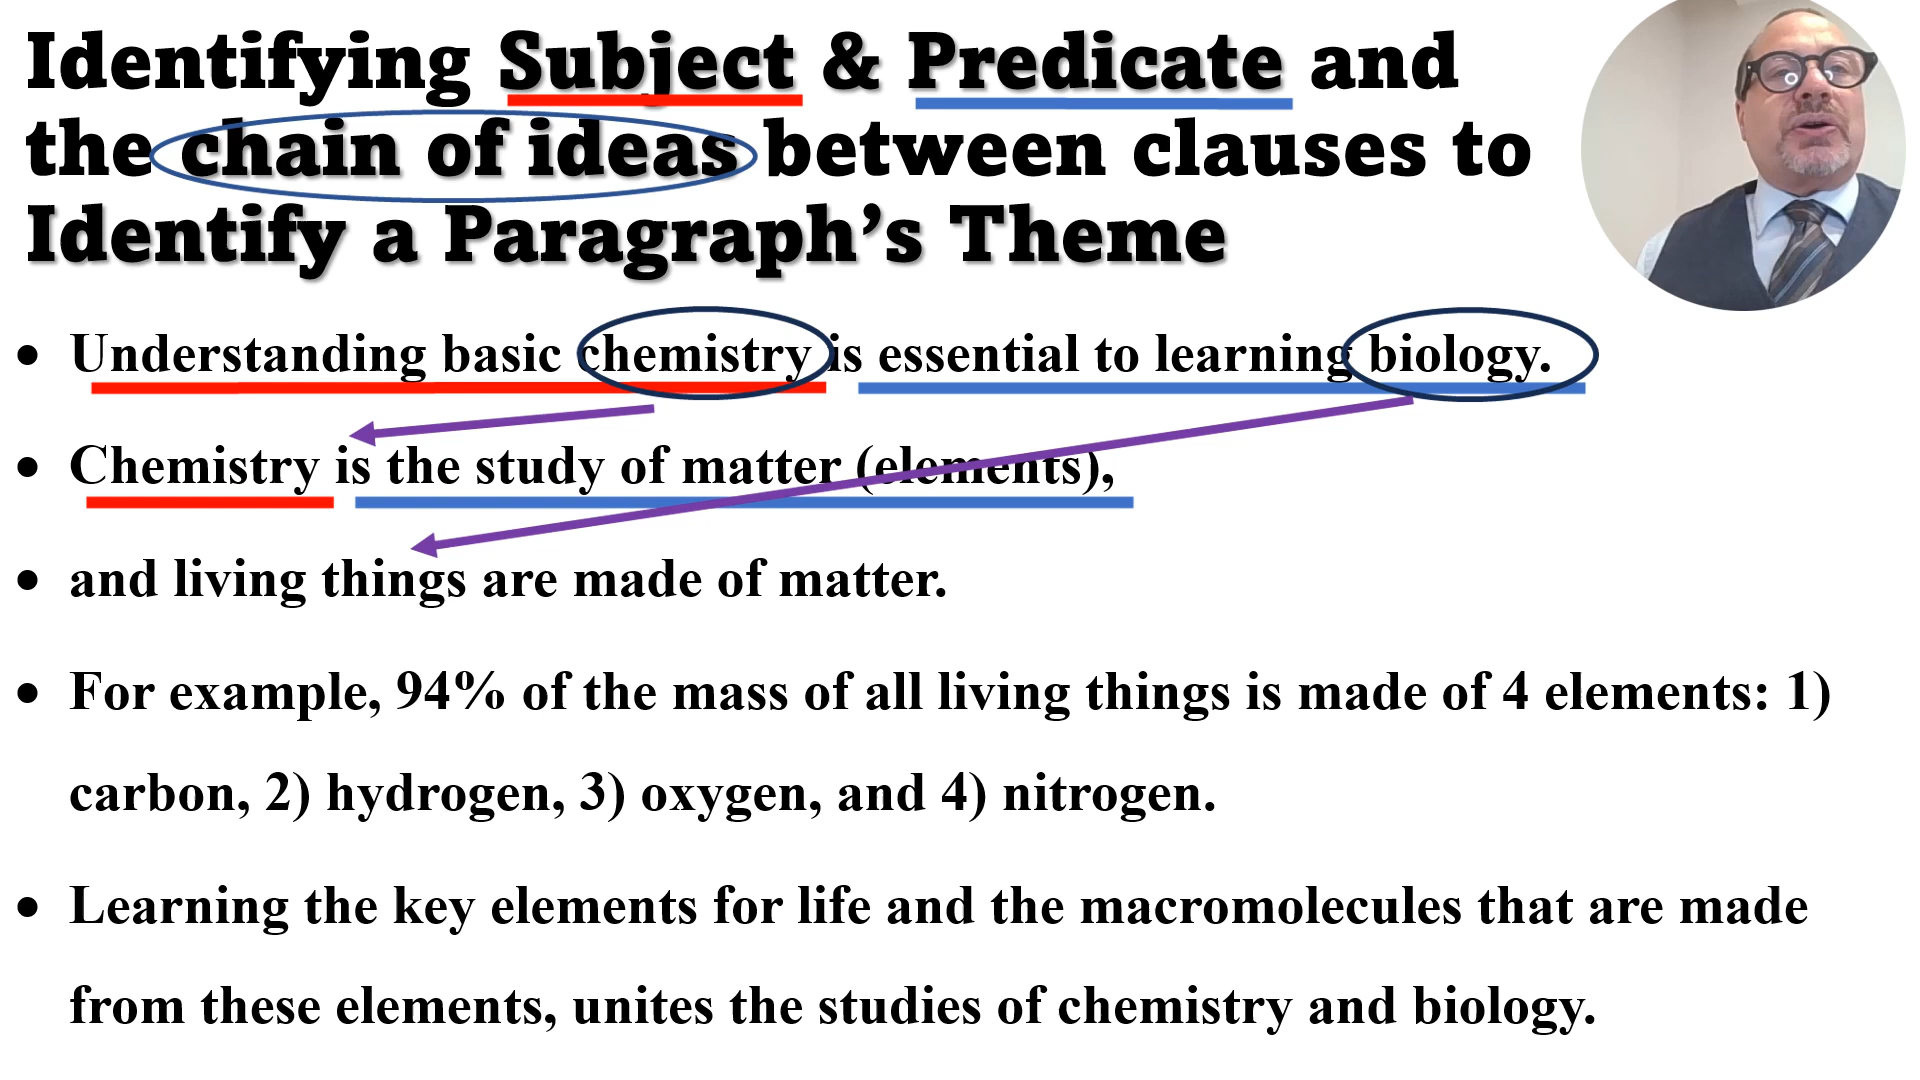 Identifying Subject & Predicate and
the chain of ideas between clauses to
Identify a Paragraph’s Theme
• Understanding basic chemistry is essential to learning biology.
• Chemistry is the study of matter (elements),
• and living things are made of matter.
• For example, 94% of the mass of all living things is made of 4 elements: 1)
carbon, 2) hydrogen, 3) oxygen, and 4) nitrogen.
• Learning the key elements for life and the macromolecules that are made
from these elements, unites the studies of chemistry and biology.